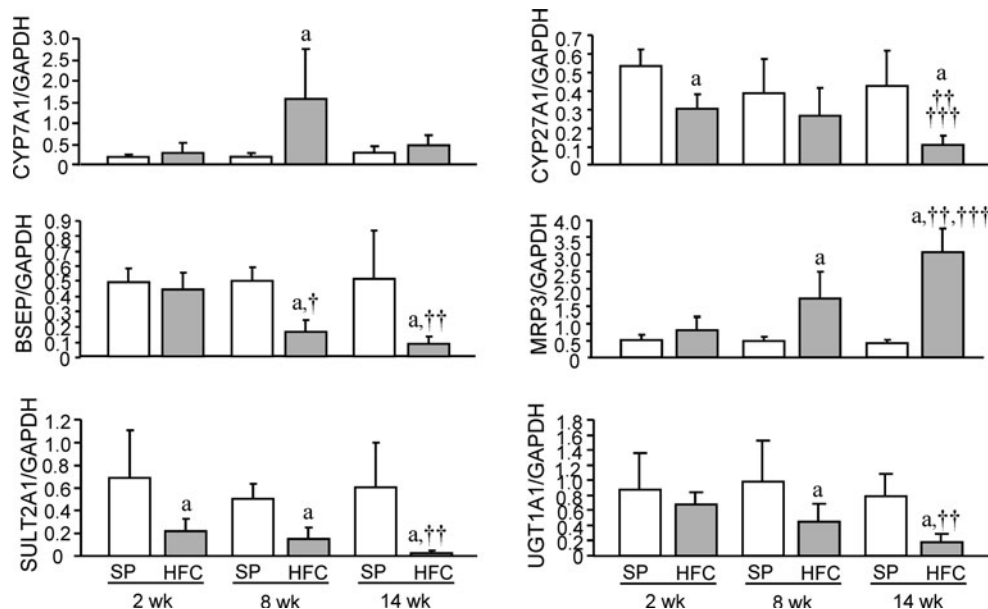 CYP7A1/GAPDH
3.0
2.5
2.0
1.5
1.0
0.5
0
a
CYP27A1/GAPDH
0.7
0.6
0.5
0.4
0.3
0.2
0.1
0
a
a
††
†††
BSEP/GAPDH
0.9
0.8
0.7
0.6
0.5
0.4
0.3
0.2
0.1
0
a,†
a,††
MRP3/GAPDH
4.0
3.5
3.0
2.5
2.0
1.5
1.0
0.5
0
a
a,††,†††
SULT2A1/GAPDH
1.2
1.0
0.8
0.6
0.4
0.2
0
a
a
a,††
SP HFC SP HFC SP HFC
2 wk 8 wk 14 wk
UGT1A1/GAPDH
1.8
1.6
1.4
1.2
1.0
0.8
0.6
0.4
0.2
0
a
a,††
SP HFC SP HFC SP HFC
2 wk 8 wk 14 wk